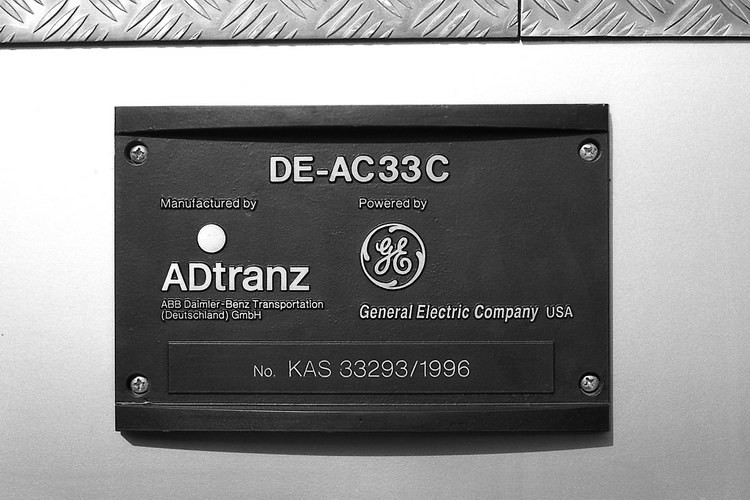 DE-AC33C
Manufactured by
ADtranz
ABB Daimler-Benz Transportation
(Deutschland) GmbH
Powered by
GE
General Electric Company USA
No. KAS 33293/1996